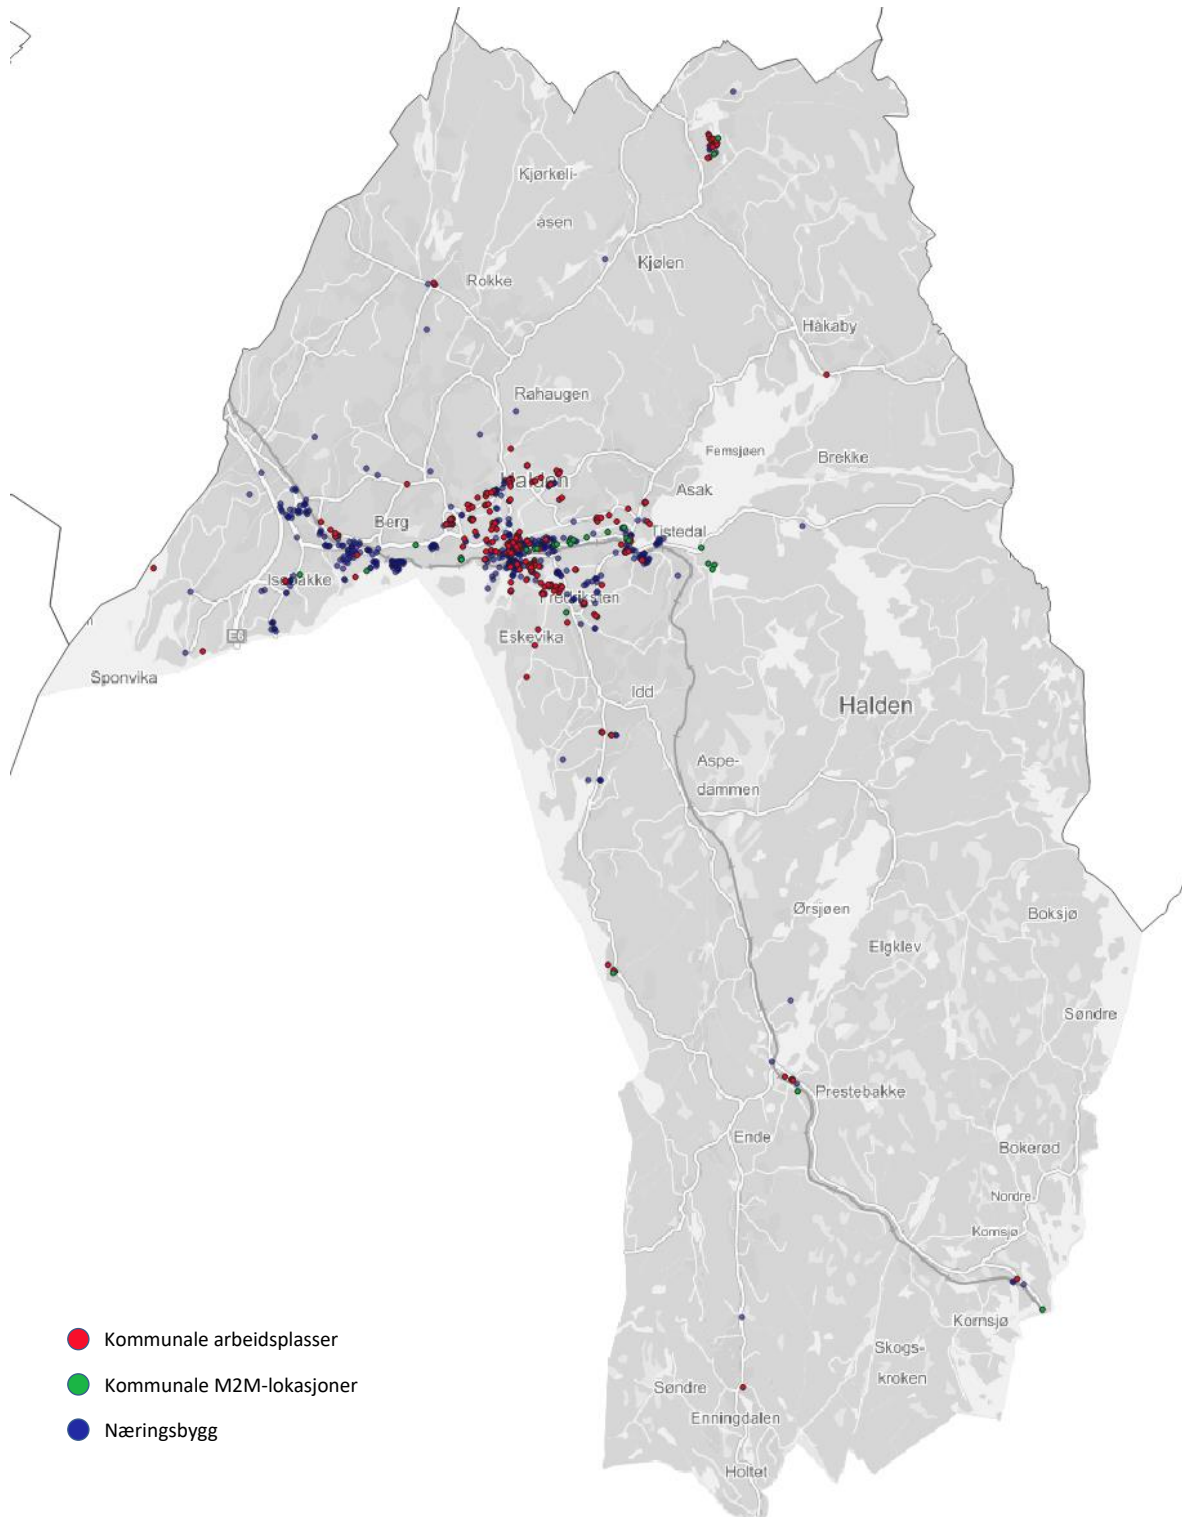 Kjørkeli-
åsen
Kjølen
Rokke
Håkaby
Rahaugen
Femsjøen
Brekke
Halden
Asak
Berg
Tistedal
Isebakke
Fredriksten
E6
Eskevika
Sponvika
Idd
Halden
Aspe-
dammen
Ørsjøen
Boksjø
Elgklev
Søndre
Prestebakke
Ende
Bokerød
Nordre
Kornsjø
Kornsjø
Skogs-
kroken
Søndre
Enningdalen
Holtet
Kommunale arbeidsplasser
Kommunale M2M-lokasjoner
Næringsbygg